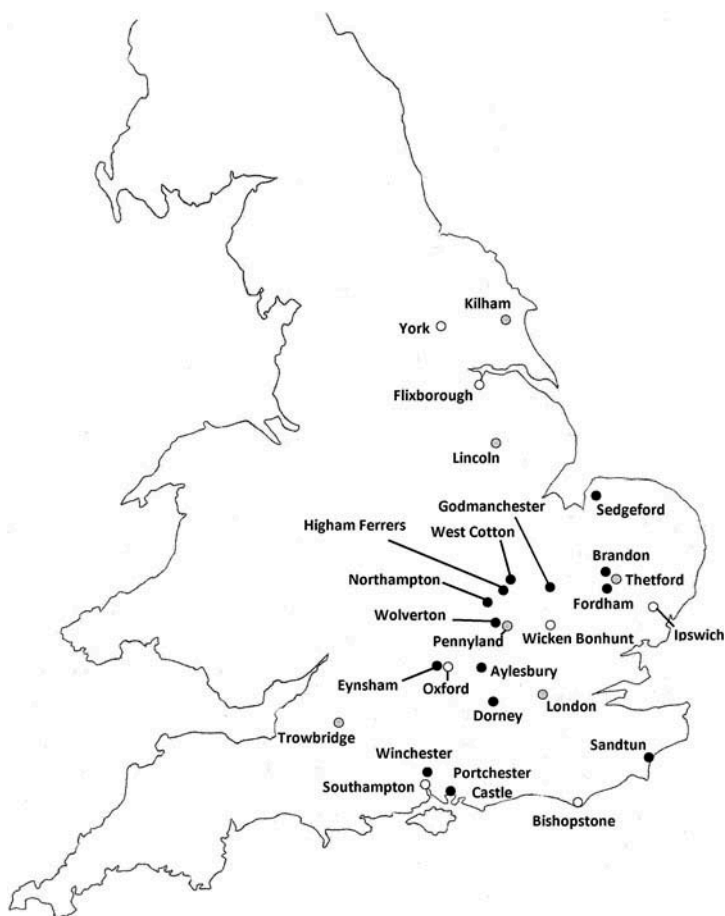 Kilham
York
Flixborough
Lincoln
Godmanchester
Sedgeford
Higham Ferrers
West Cotton
Brandon
Northampton
Thetford
Fordham
Wolverton
Pennyland
Wicken Bonhunt
Ipswich
Eynsham
Oxford
Aylesbury
London
Dorney
Trowbridge
Winchester
Sandtun
Southampton
Portchester
Castle
Bishopstone